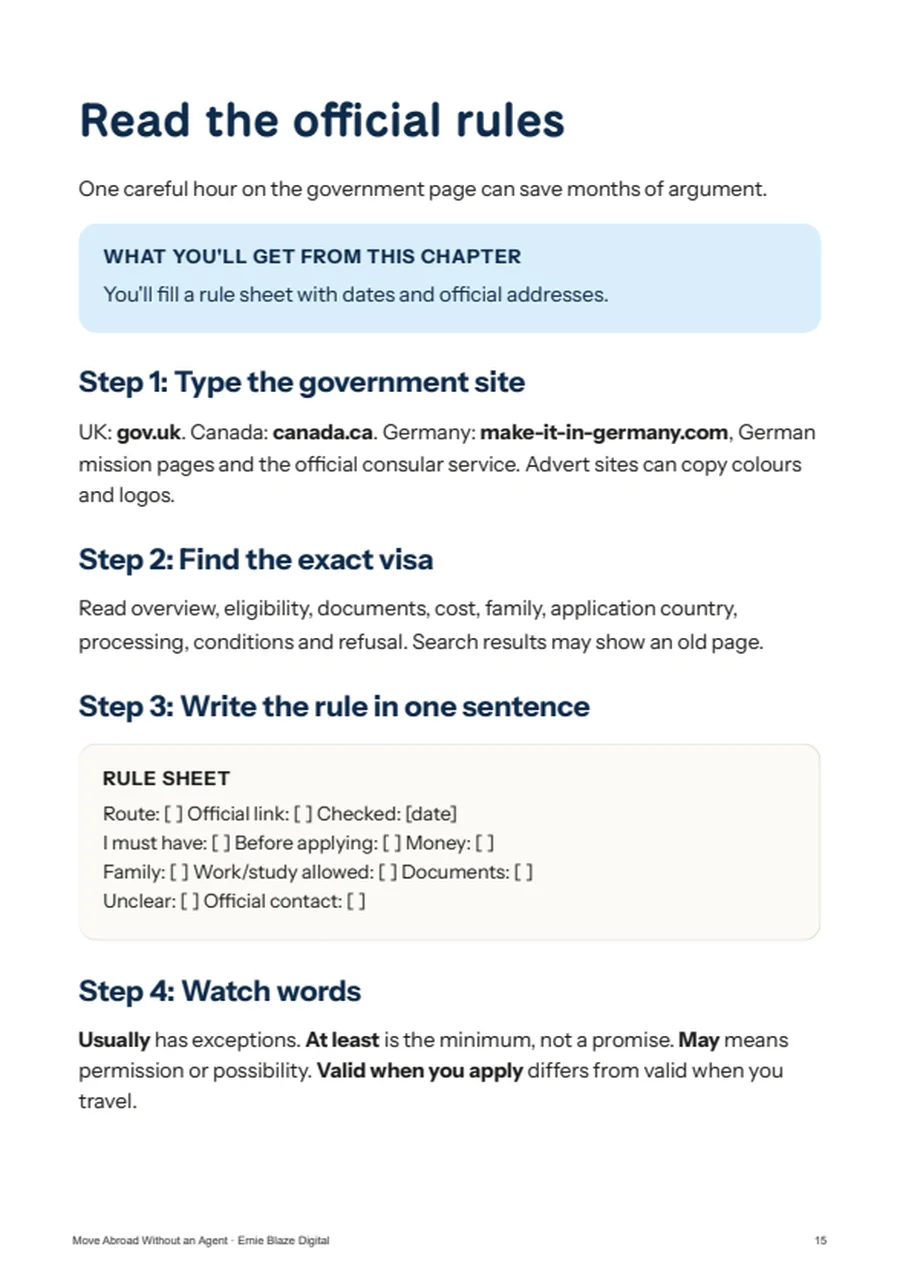 Read the official rules
One careful hour on the government page can save months of argument.
WHAT YOU'LL GET FROM THIS CHAPTER
You'll fill a rule sheet with dates and official addresses.
Step 1: Type the government site
UK: gov.uk. Canada: canada.ca. Germany: make-it-in-germany.com, German
mission pages and the official consular service. Advert sites can copy colours
and logos.
Step 2: Find the exact visa
Read overview, eligibility, documents, cost, family, application country,
processing, conditions and refusal. Search results may show an old page.
Step 3: Write the rule in one sentence
RULE SHEET
Route: [ ] Official link: [ ] Checked: [date]
I must have: [ ] Before applying: [ ] Money: [ ]
Family: [ ] Work/study allowed: [ ] Documents: [ ]
Unclear: [ ] Official contact: [ ]
Step 4: Watch words
Usually has exceptions. At least is the minimum, not a promise. May means
permission or possibility. Valid when you apply differs from valid when you
travel.
Move Abroad Without an Agent · Ernie Blaze Digital 15